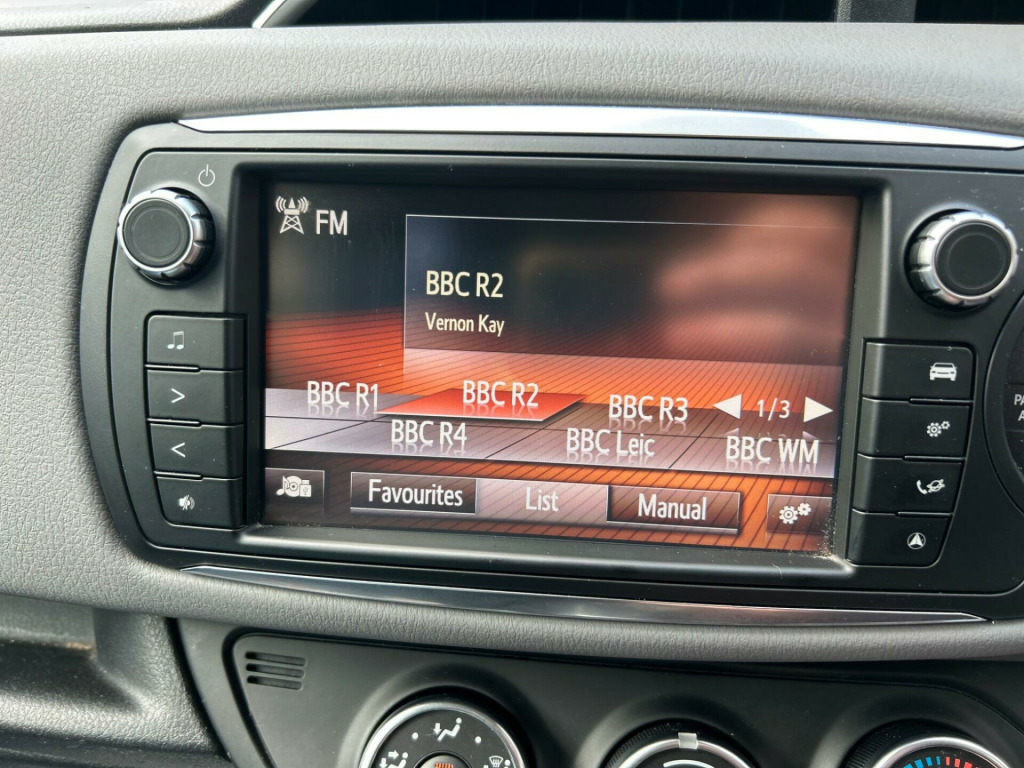 FM
BBC R2
Vernon Kay
BBC R1
BBC R2
BBC R3
1/3
BBC R4
BBC Leic
BBC WM
Favourites
List
Manual